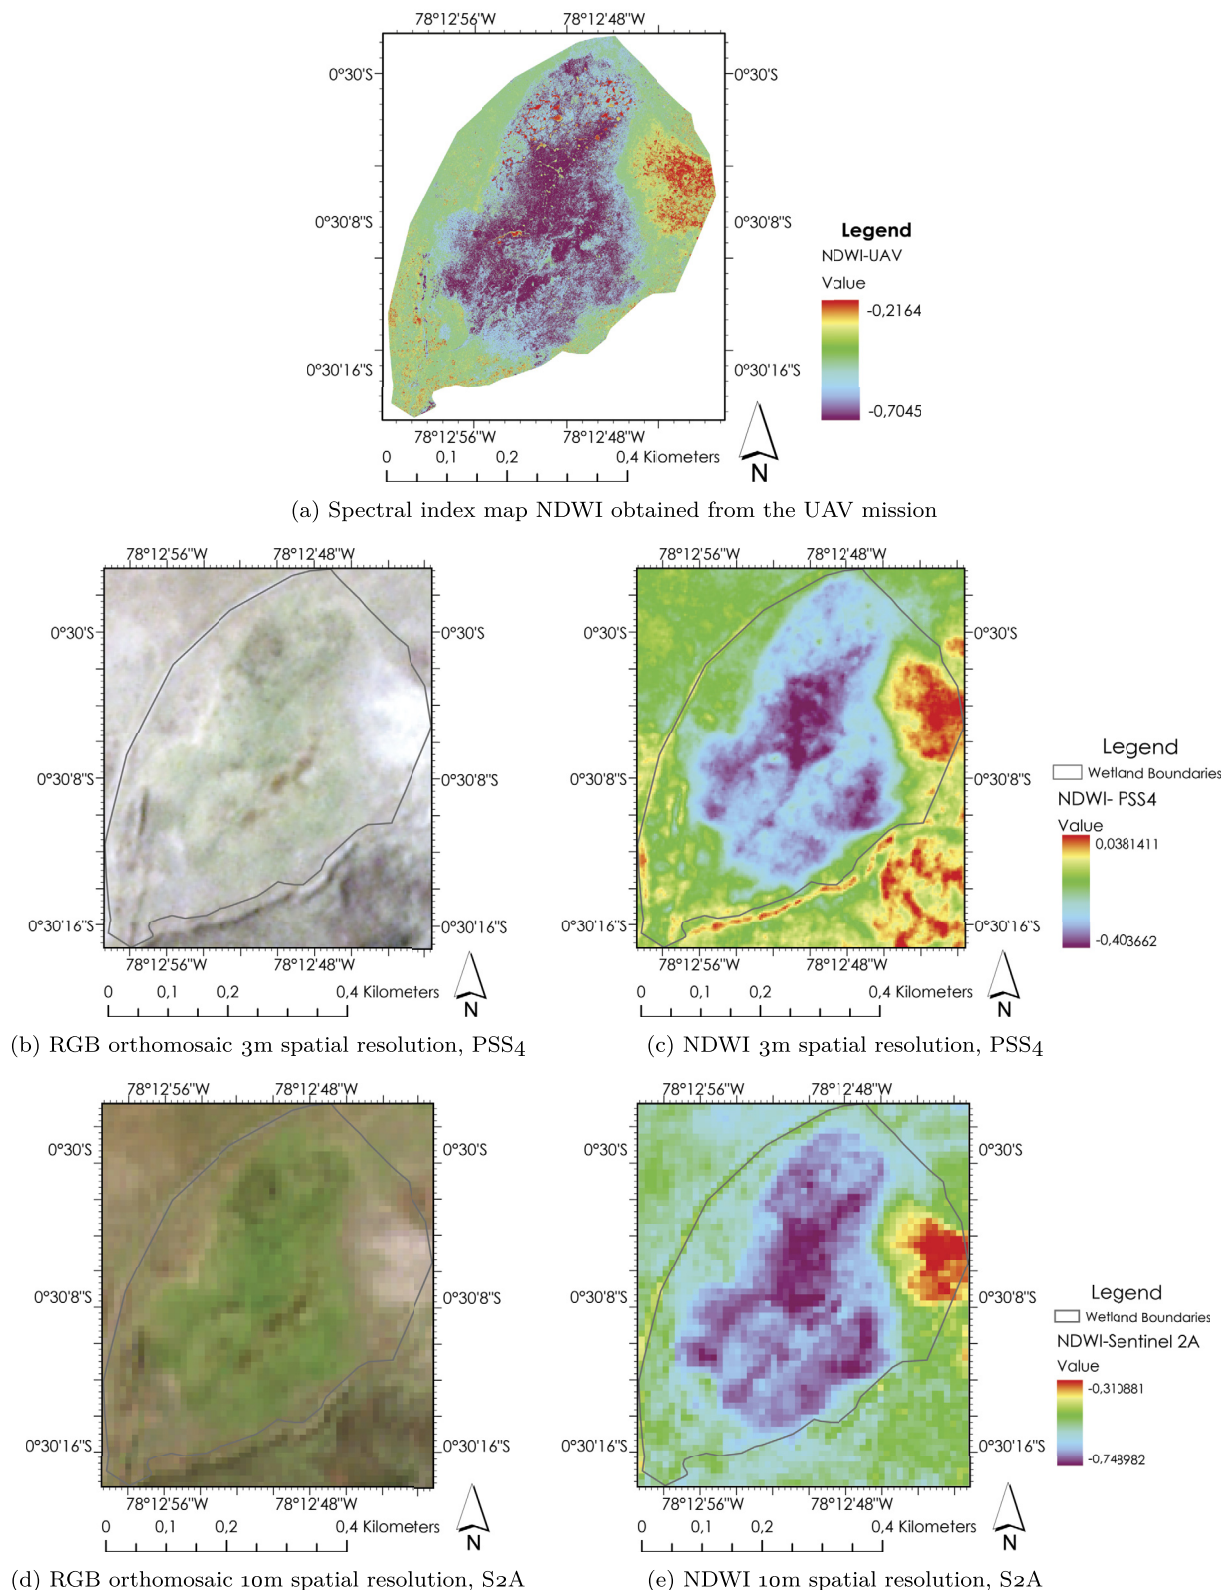 78°12'56"W 78°12'48"W
0°30'S 0°30'S
0°30'8"S 0°30'8"S
0°30'16"S 0°30'16"S
78°12'56"W 78°12'48"W
Legend
NDWI-UAV
Value
-0,2164
-0,7045
0 0,1 0,2 0,4 Kilometers
N
(a) Spectral index map NDWI obtained from the UAV mission
78°12'56"W 78°12'48"W
0°30'S 0°30'S
0°30'8"S 0°30'8"S
0°30'16"S 0°30'16"S
78°12'56"W 78°12'48"W
0 0,1 0,2 0,4 Kilometers
N
(b) RGB orthomosaic 3m spatial resolution, PSS4
78°12'56"W 78°12'48"W
0°30'S 0°30'S
0°30'8"S 0°30'8"S
0°30'16"S 0°30'16"S
78°12'56"W 78°12'48"W
Legend
Wetland Boundaries
NDWI- PSS4
Value
0,0381411
-0,403662
0 0,1 0,2 0,4 Kilometers
N
(c) NDWI 3m spatial resolution, PSS4
78°12'56"W 78°12'48"W
0°30'S 0°30'S
0°30'8"S 0°30'8"S
0°30'16"S 0°30'16"S
78°12'56"W 78°12'48"W
0 0,1 0,2 0,4 Kilometers
N
(d) RGB orthomosaic 10m spatial resolution, S2A
78°12'56"W 78°12'48"W
0°30'S 0°30'S
0°30'8"S 0°30'8"S
0°30'16"S 0°30'16"S
78°12'56"W 78°12'48"W
Legend
Wetland Boundaries
NDWI-Sentinel 2A
Value
-0,310881
-0,748982
0 0,1 0,2 0,4 Kilometers
N
(e) NDWI 10m spatial resolution, S2A